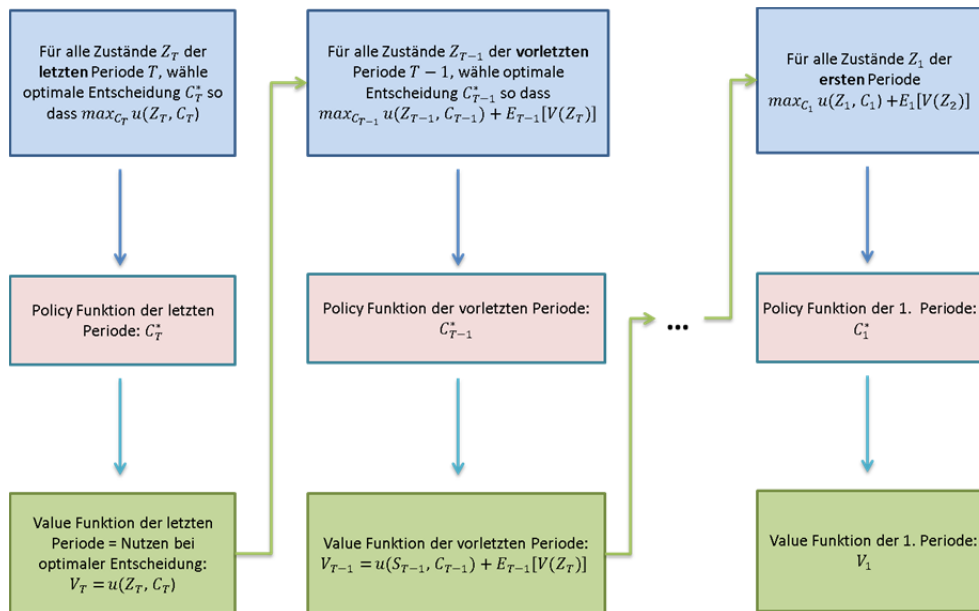 Für alle Zustände Z_T der
letzten Periode T, wähle
optimale Entscheidung C_T^* so
dass max_{C_T} u(Z_T, C_T)
Policy Funktion der letzten
Periode: C_T^*
Value Funktion der letzten
Periode = Nutzen bei
optimaler Entscheidung:
V_T = u(Z_T, C_T)
Für alle Zustände Z_{T−1} der vorletzten
Periode T − 1, wähle optimale
Entscheidung C_{T−1}^* so dass
max_{C_{T−1}} u(Z_{T−1}, C_{T−1}) + E_{T−1}[V(Z_T)]
Policy Funktion der vorletzten Periode:
C_{T−1}^*
Value Funktion der vorletzten Periode:
V_{T−1} = u(S_{T−1}, C_{T−1}) + E_{T−1}[V(Z_T)]
...
Für alle Zustände Z_1 der
ersten Periode
max_{C_1} u(Z_1, C_1) +E_1[V(Z_2)]
Policy Funktion der 1. Periode:
C_1^*
Value Funktion der 1. Periode:
V_1